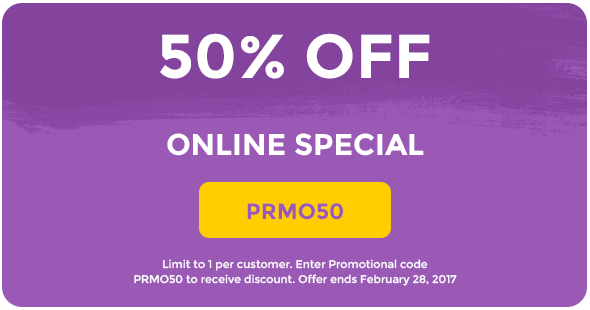 50% OFF
ONLINE SPECIAL
PRMO50
Limit to 1 per customer. Enter Promotional code
PRMO50 to receive discount. Offer ends February 28, 2017